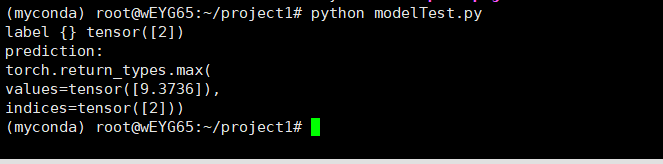 (myconda) root@wEYG65:~/project1# python modelTest.py
label {} tensor([2])
prediction:
torch.return_types.max(
values=tensor([9.3736]),
indices=tensor([2]))
(myconda) root@wEYG65:~/project1#